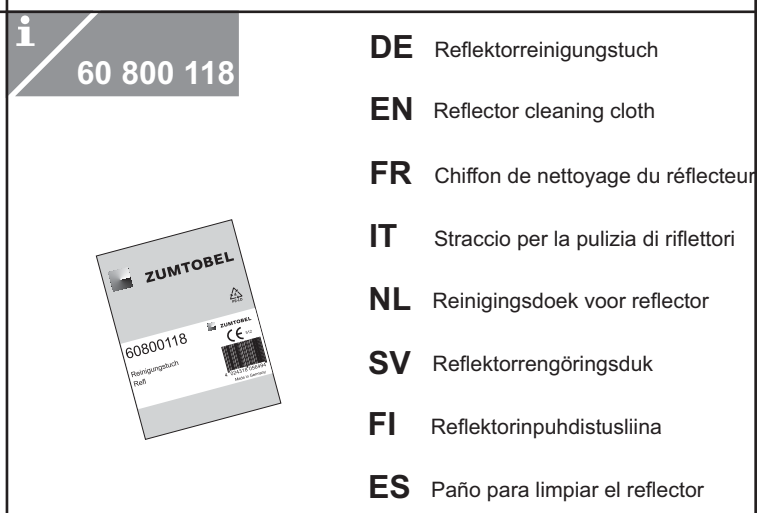 i
60 800 118
DE Reflektorreinigungstuch
EN Reflector cleaning cloth
FR Chiffon de nettoyage du réflecteur
IT Straccio per la pulizia di riflettori
NL Reinigingsdoek voor reflector
SV Reflektorrengöringsduk
FI Reflektorinpuhdistusliina
ES Paño para limpiar el reflector
ZUMTOBEL
ZUMTOBEL
60800118
CE
Reinigungstuch
Refl
Made in Germany